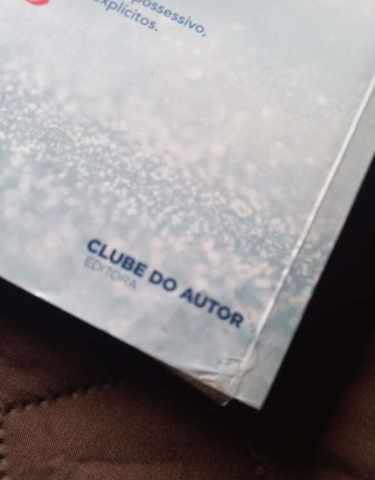 possessivo,
explícitos.
CLUBE DO AUTOR
EDITORA